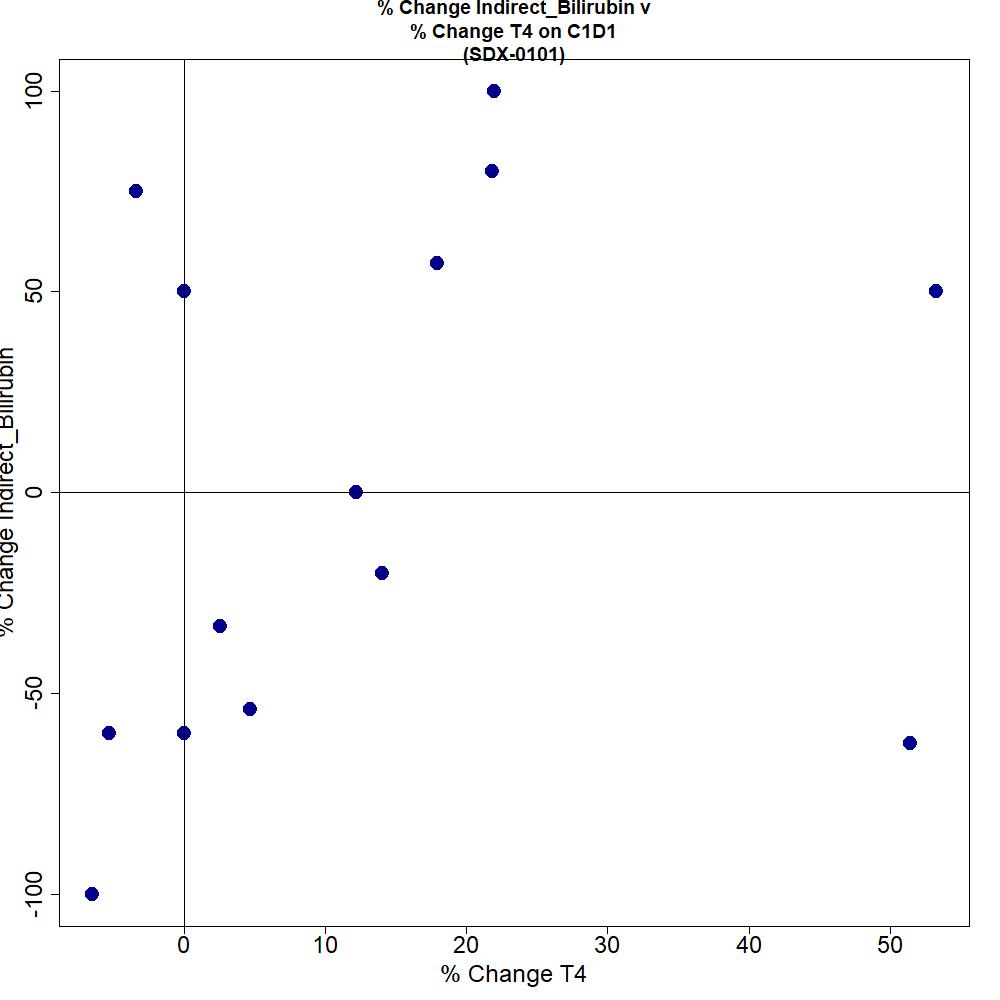 % Change Indirect_Bilirubin v
% Change T4 on C1D1
(SDX-0101)
% Change Indirect_Bilirubin
100
50
0
-50
-100
0 10 20 30 40 50
% Change T4